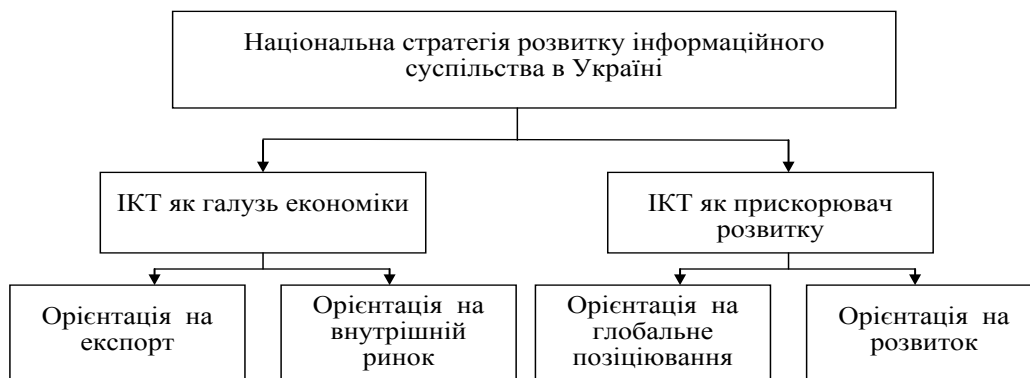 Національна стратегія розвитку інформаційного
суспільства в Україні
ІКТ як галузь економіки
ІКТ як прискорювач
розвитку
Орієнтація на
експорт
Орієнтація на
внутрішній
ринок
Орієнтація на
глобальне
позіціювання
Орієнтація на
розвиток